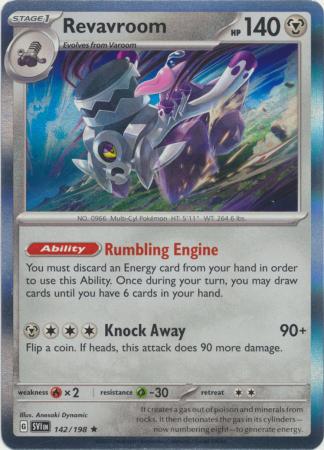 STAGE 1
Revavroom
HP 140
Evolves from Varoom
NO. 0966 Multi-Cyl Pokémon HT: 5'11" WT: 264.6 lbs.
Ability Rumbling Engine
You must discard an Energy card from your hand in
order to use this Ability. Once during your turn, you may draw
cards until you have 6 cards in your hand.
Knock Away 90+
Flip a coin. If heads, this attack does 90 more damage.
weakness ×2 resistance -30 retreat
Illus. Anesaki Dynamic
G SVI EN 142/198 ★
It creates a gas out of poison and minerals from
rocks. It then detonates the gas in its cylinders—
now numbering eight—to generate energy.